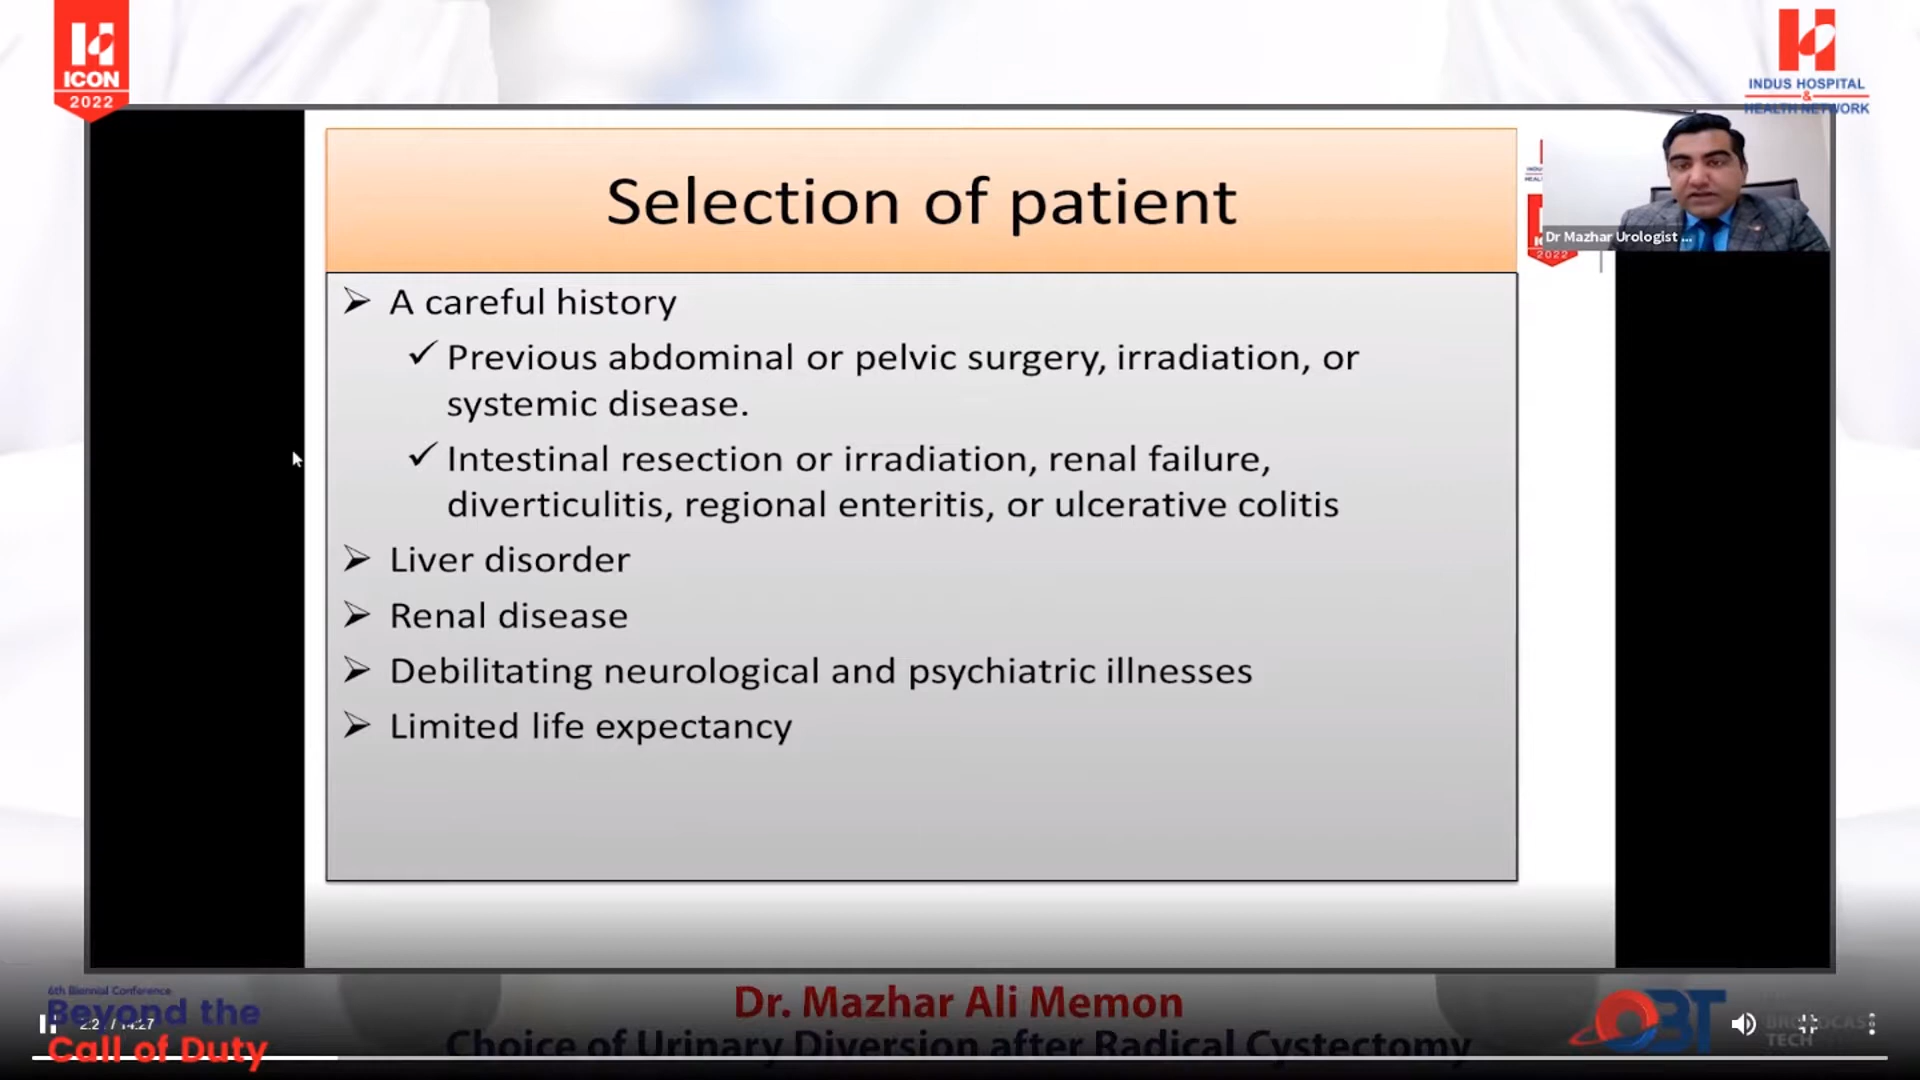 ICON
2022
INDUS HOSPITAL
&
HEALTH NETWORK
Selection of patient
Dr Mazhar Urologist ...
2022
A careful history
Previous abdominal or pelvic surgery, irradiation, or
systemic disease.
Intestinal resection or irradiation, renal failure,
diverticulitis, regional enteritis, or ulcerative colitis
Liver disorder
Renal disease
Debilitating neurological and psychiatric illnesses
Limited life expectancy
6th Biennial Conference
Beyond the
Call of Duty
/ 14:27
Dr. Mazhar Ali Memon
Choice of Urinary Diversion after Radical Cystectomy
OBT
BROADCAST
TECH